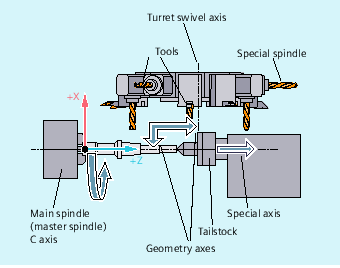 Turret swivel axis
Tools
Special spindle
+X
+Z
Main spindle
(master spindle)
C axis
Special axis
Tailstock
Geometry axes